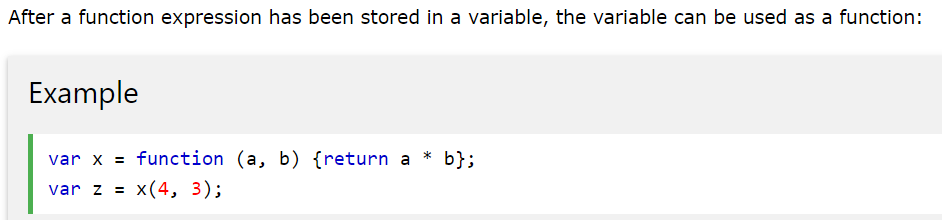 After a function expression has been stored in a variable, the variable can be used as a function:
Example
var x = function (a, b) {return a * b};
var z = x(4, 3);